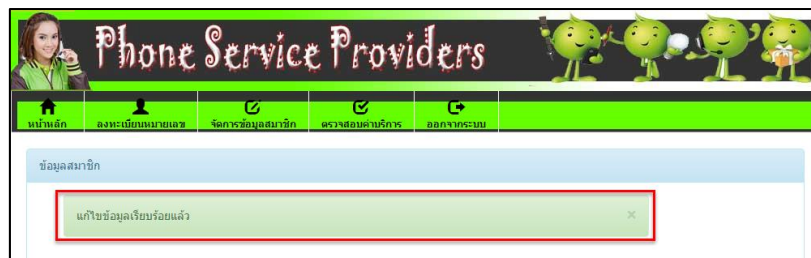 Phone Service Providers
หน้าหลัก ลงทะเบียนหมายเลข จัดการข้อมูลสมาชิก ตรวจสอบค่าบริการ ออกจากระบบ
ข้อมูลสมาชิก
แก้ไขข้อมูลเรียบร้อยแล้ว ×